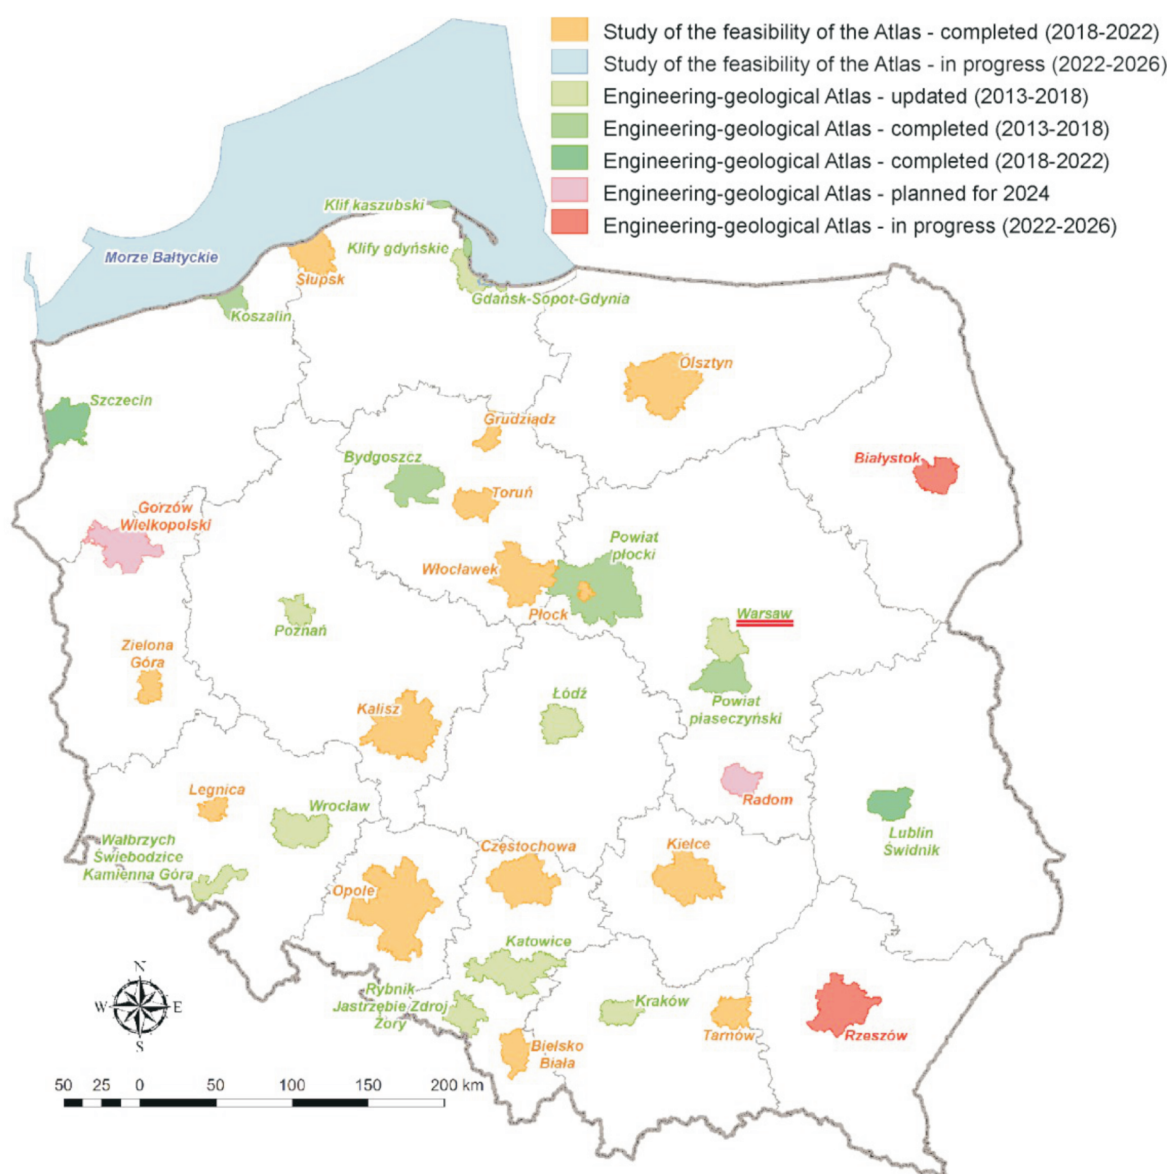 Study of the feasibility of the Atlas - completed (2018-2022)
Study of the feasibility of the Atlas - in progress (2022-2026)
Engineering-geological Atlas - updated (2013-2018)
Engineering-geological Atlas - completed (2013-2018)
Engineering-geological Atlas - completed (2018-2022)
Engineering-geological Atlas - planned for 2024
Engineering-geological Atlas - in progress (2022-2026)
Klif kaszubski
Klify gdyńskie
Morze Bałtyckie
Słupsk
Gdańsk-Sopot-Gdynia
Koszalin
Olsztyn
Szczecin
Grudziądz
Bydgoszcz
Białystok
Toruń
Gorzów
Wielkopolski
Powiat
płocki
Włocławek
Płock
Warsaw
Poznań
Zielona
Góra
Łódź
Powiat
piaseczyński
Kalisz
Legnica
Radom
Wrocław
Lublin
Świdnik
Wałbrzych
Świebodzice
Kamienna Góra
Częstochowa
Kielce
Opole
Katowice
Rybnik
Jastrzębie Zdroj
Żory
Kraków
Tarnów
Rzeszów
Bielsko
Biała
N
W
E
S
50 25 0 50 100 150 200 km